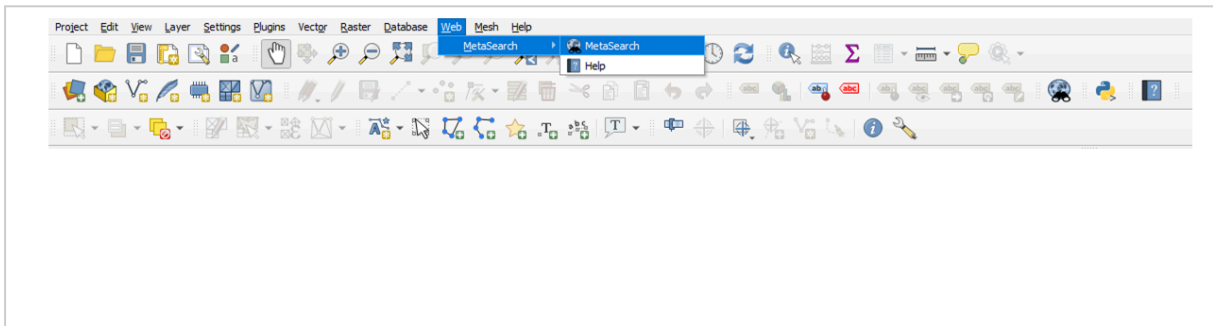 Project Edit View Layer Settings Plugins Vector Raster Database Web Mesh Help
MetaSearch MetaSearch
Help